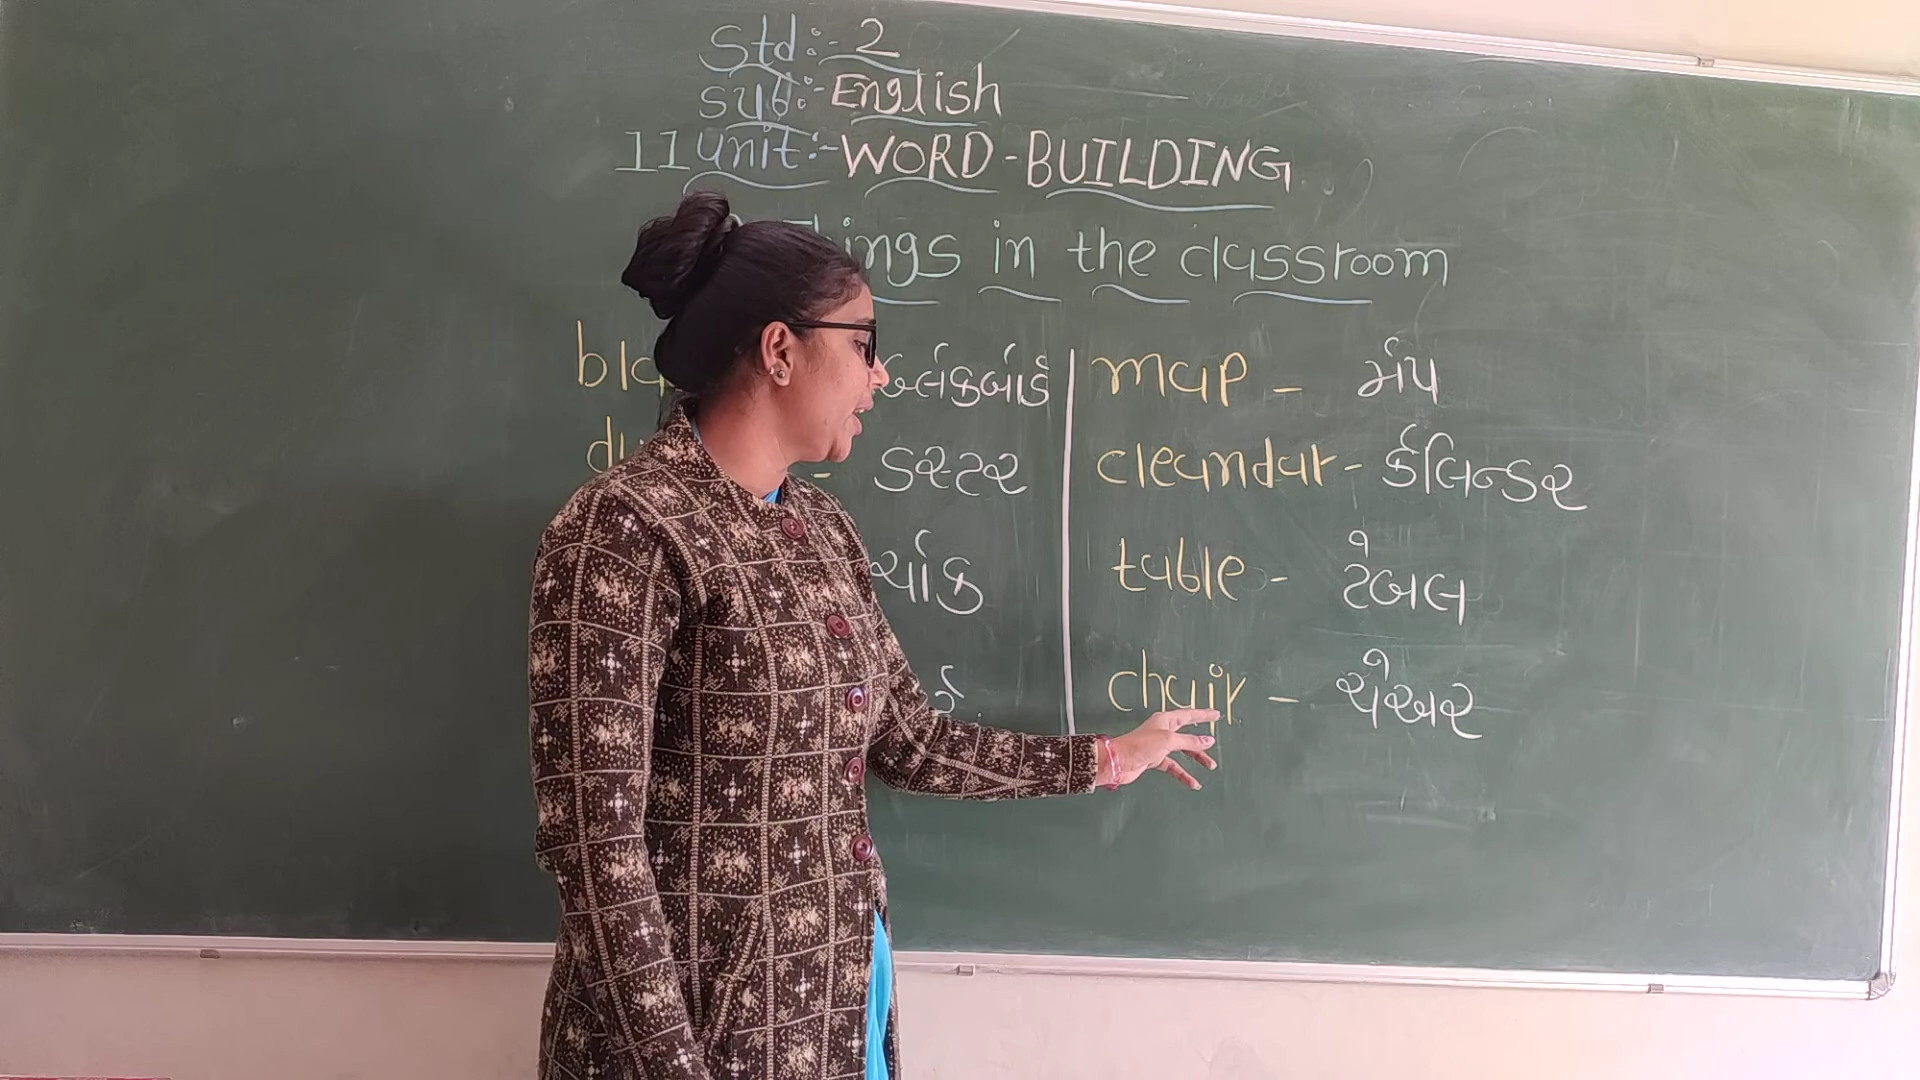 Std:- 2
sub:- English
11 unit:- WORD-BUILDING
Things in the classroom
બ્લેકબોર્ડ
- ડસ્ટર
ચોક
map - મેપ
cleandar - કેલિન્ડર
table - ટેબલ
chair - ચેઅર